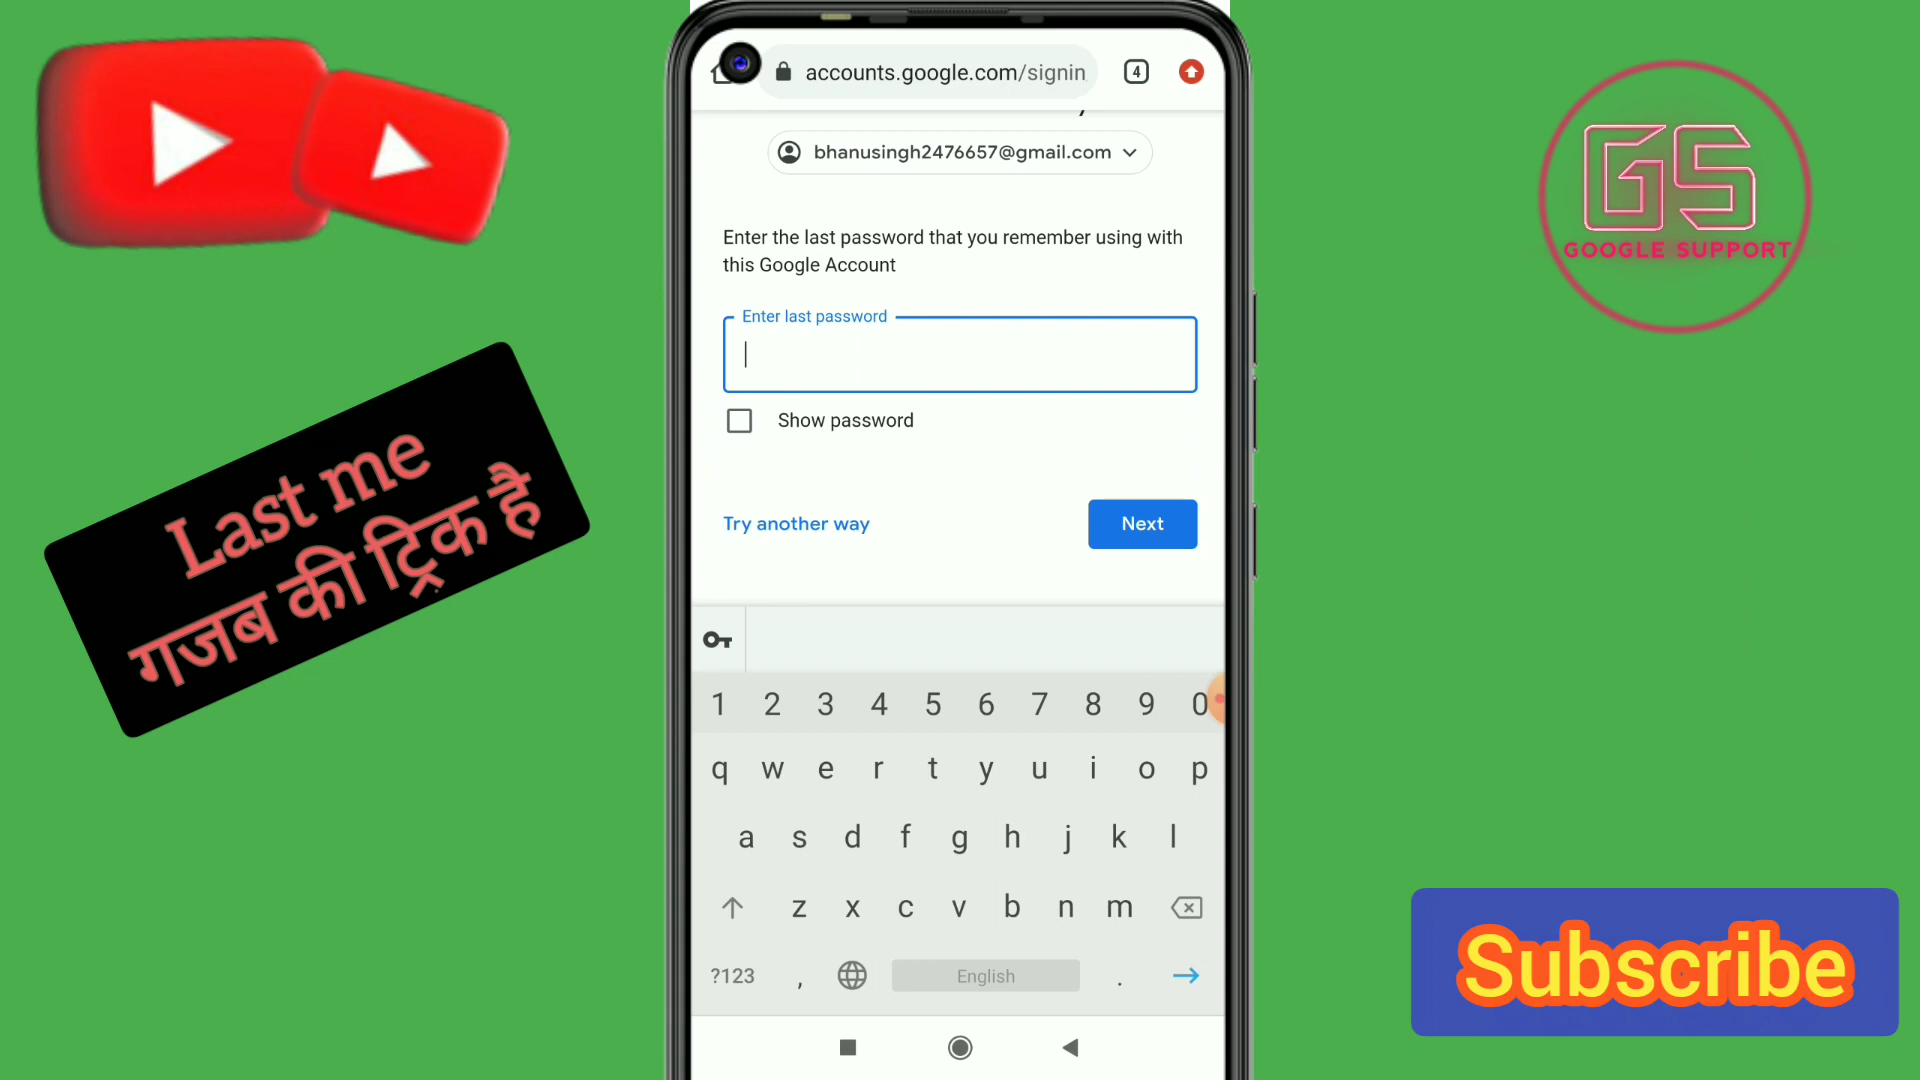 accounts.google.com/signin
4
bhanusingh2476657@gmail.com
Enter the last password that you remember using with
this Google Account
Enter last password
Show password
Try another way
Next
1 2 3 4 5 6 7 8 9 0
q w e r t y u i o p
a s d f g h j k l
z x c v b n m
?123 , English .
Last me
गजब की ट्रिक है
GS
GOOGLE SUPPORT
Subscribe